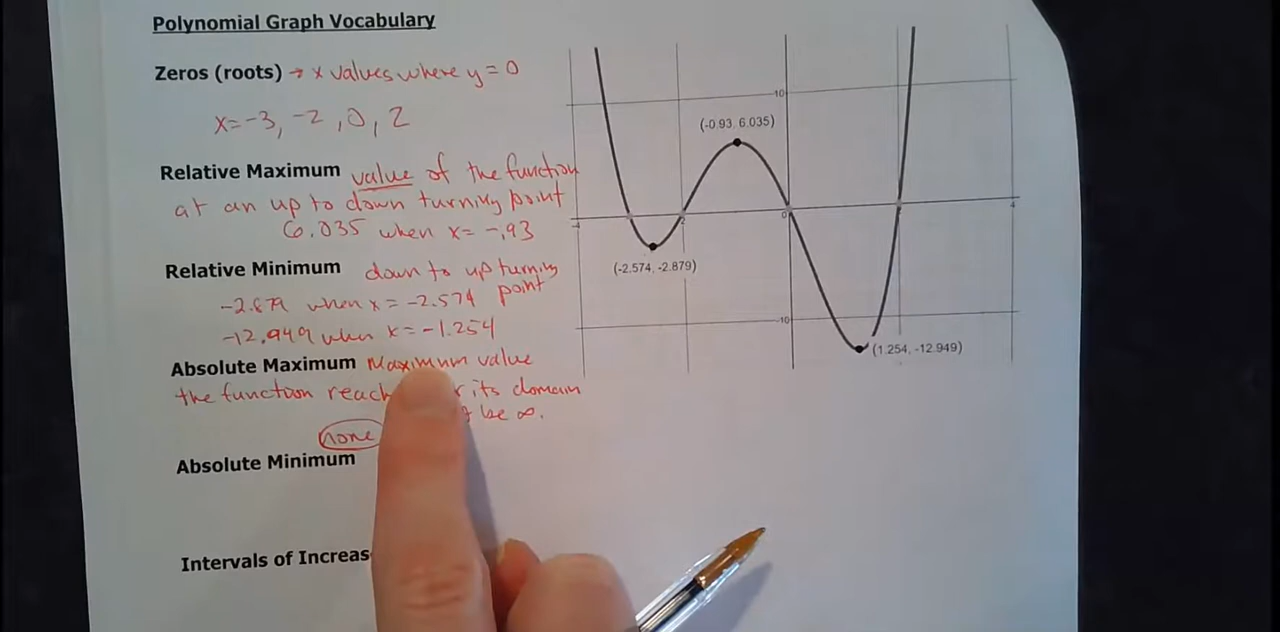 Polynomial Graph Vocabulary
Zeros (roots) → x values where y = 0
x = -3, -2, 0, 2
Relative Maximum value of the function
at an up to down turning point
6.035 when x = -.93
Relative Minimum down to up turning
point
-2.879 when x = -2.574
-12.949 when x = -1.254
Absolute Maximum Maximum value
the function reach its domain
be ∞.
none
Absolute Minimum
Intervals of Increas
10
(-0.93, 6.035)
-4
-2
0
4
(-2.574, -2.879)
-10
(1.254, -12.949)